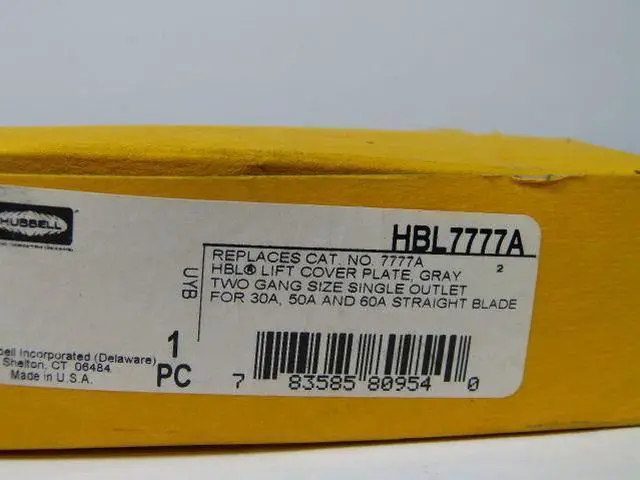 HUBBELL
HBL7777A
2
REPLACES CAT. NO. 7777A
HBL® LIFT COVER PLATE, GRAY
TWO GANG SIZE SINGLE OUTLET
FOR 30A, 50A AND 60A STRAIGHT BLADE
UYB
1
PC
bell Incorporated (Delaware)
Shelton, CT 06484
Made in U.S.A.
7 83585 80954 0